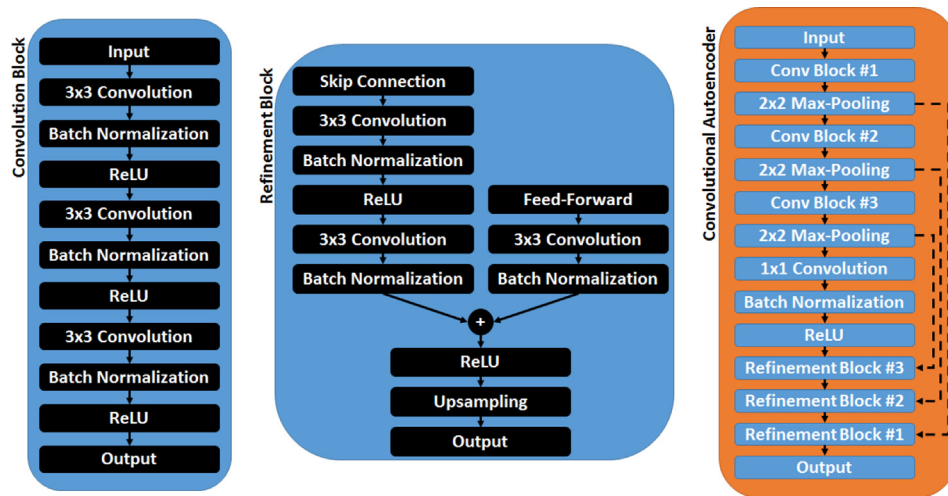 Convolution Block
Input
3x3 Convolution
Batch Normalization
ReLU
3x3 Convolution
Batch Normalization
ReLU
3x3 Convolution
Batch Normalization
ReLU
Output
Refinement Block
Skip Connection
3x3 Convolution
Batch Normalization
ReLU
3x3 Convolution
Batch Normalization
Feed-Forward
3x3 Convolution
Batch Normalization
+
ReLU
Upsampling
Output
Convolutional Autoencoder
Input
Conv Block #1
2x2 Max-Pooling
Conv Block #2
2x2 Max-Pooling
Conv Block #3
2x2 Max-Pooling
1x1 Convolution
Batch Normalization
ReLU
Refinement Block #3
Refinement Block #2
Refinement Block #1
Output